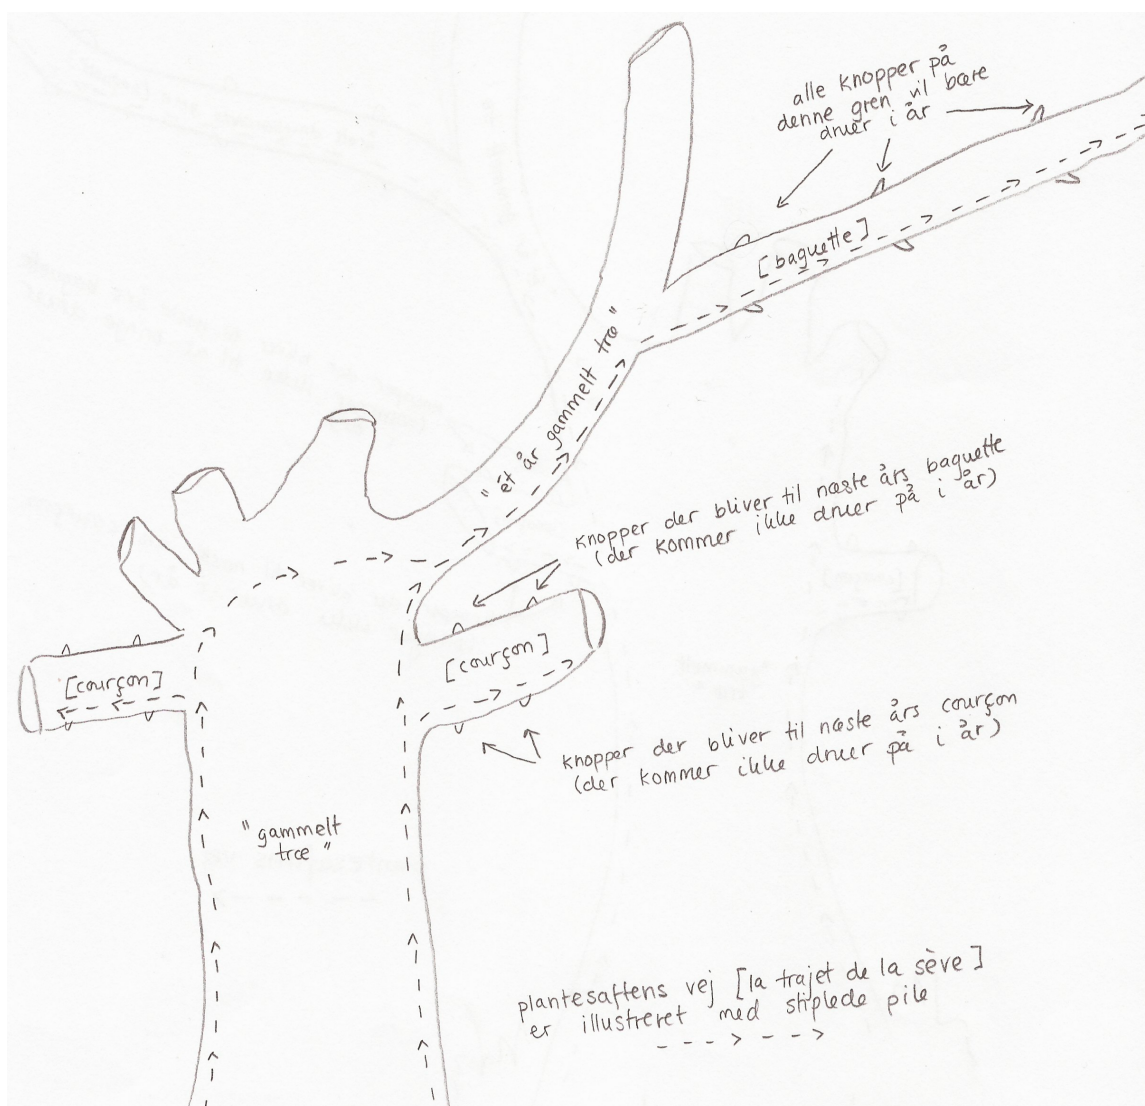 alle knopper på
denne gren vil bære
druer i år
[baguette]
"ét år gammelt træ"
knopper der bliver til næste års baguette
(der kommer ikke druer på i år)
[courçon]
[courçon]
knopper der bliver til næste års courçon
(der kommer ikke druer på i år)
"gammelt
træ"
plantesaftens vej [la trajet de la sève]
er illustreret med stiplede pile